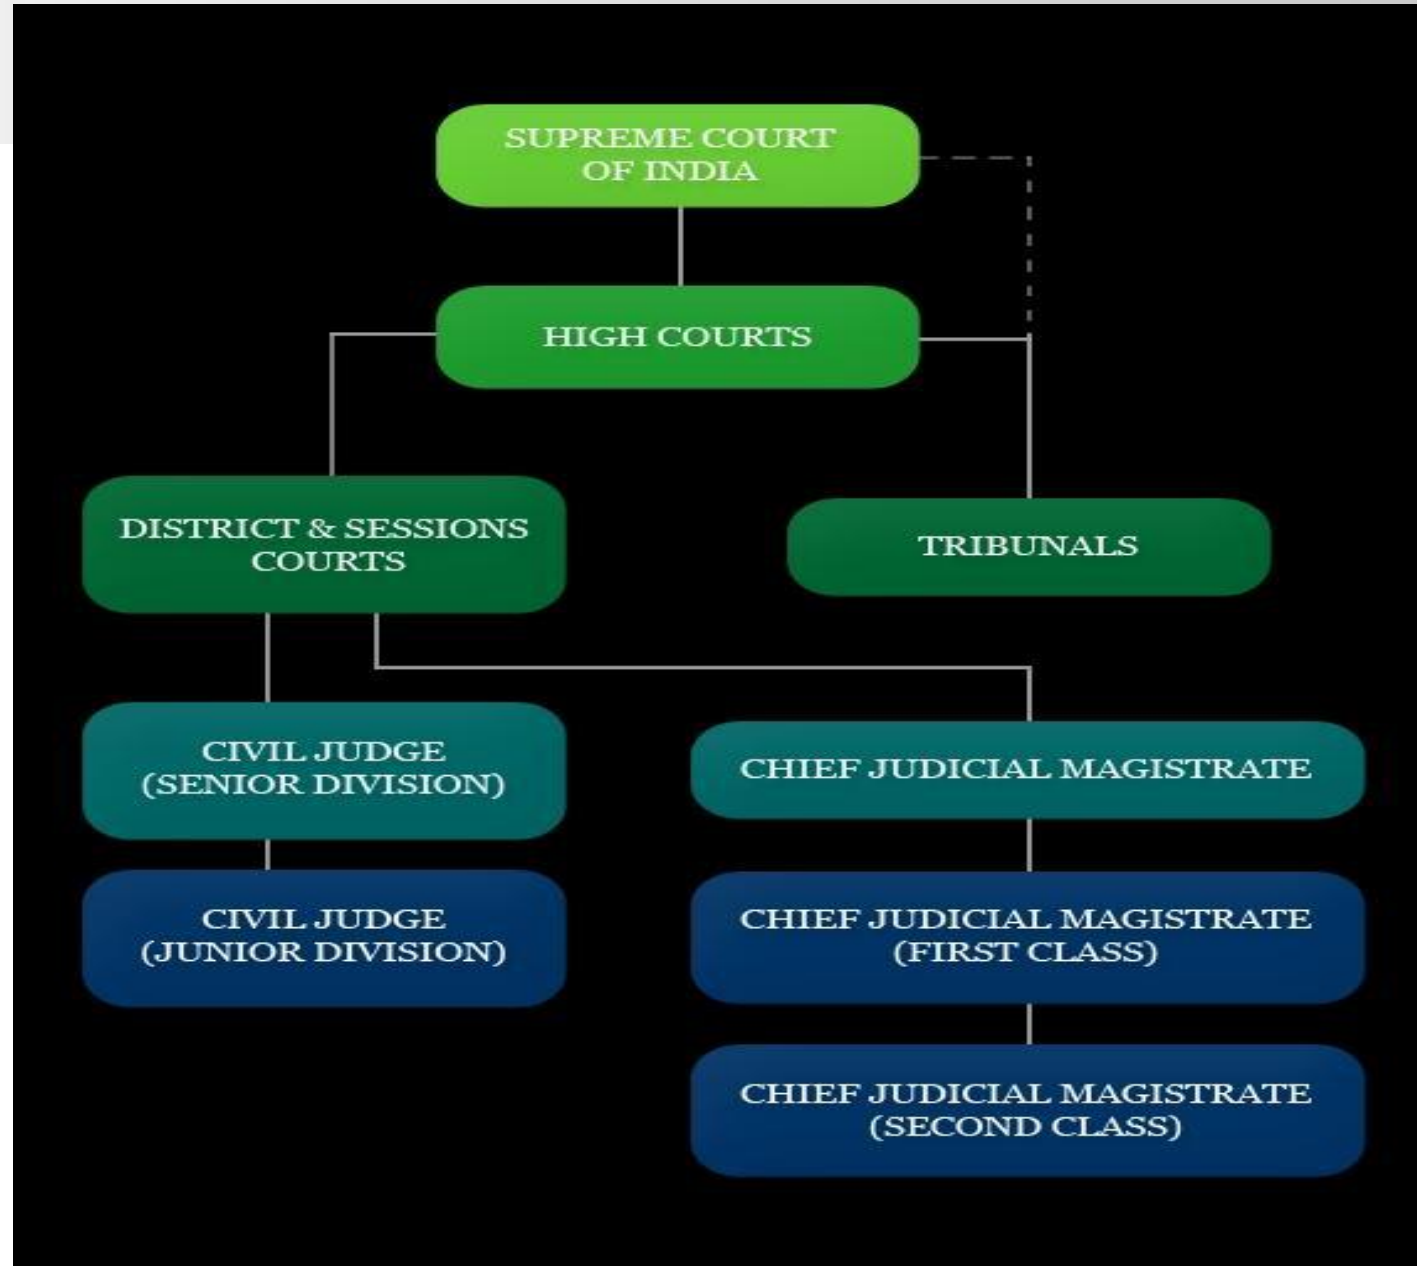 SUPREME COURT
OF INDIA
HIGH COURTS
DISTRICT & SESSIONS
COURTS
TRIBUNALS
CIVIL JUDGE
(SENIOR DIVISION)
CHIEF JUDICIAL MAGISTRATE
CIVIL JUDGE
(JUNIOR DIVISION)
CHIEF JUDICIAL MAGISTRATE
(FIRST CLASS)
CHIEF JUDICIAL MAGISTRATE
(SECOND CLASS)